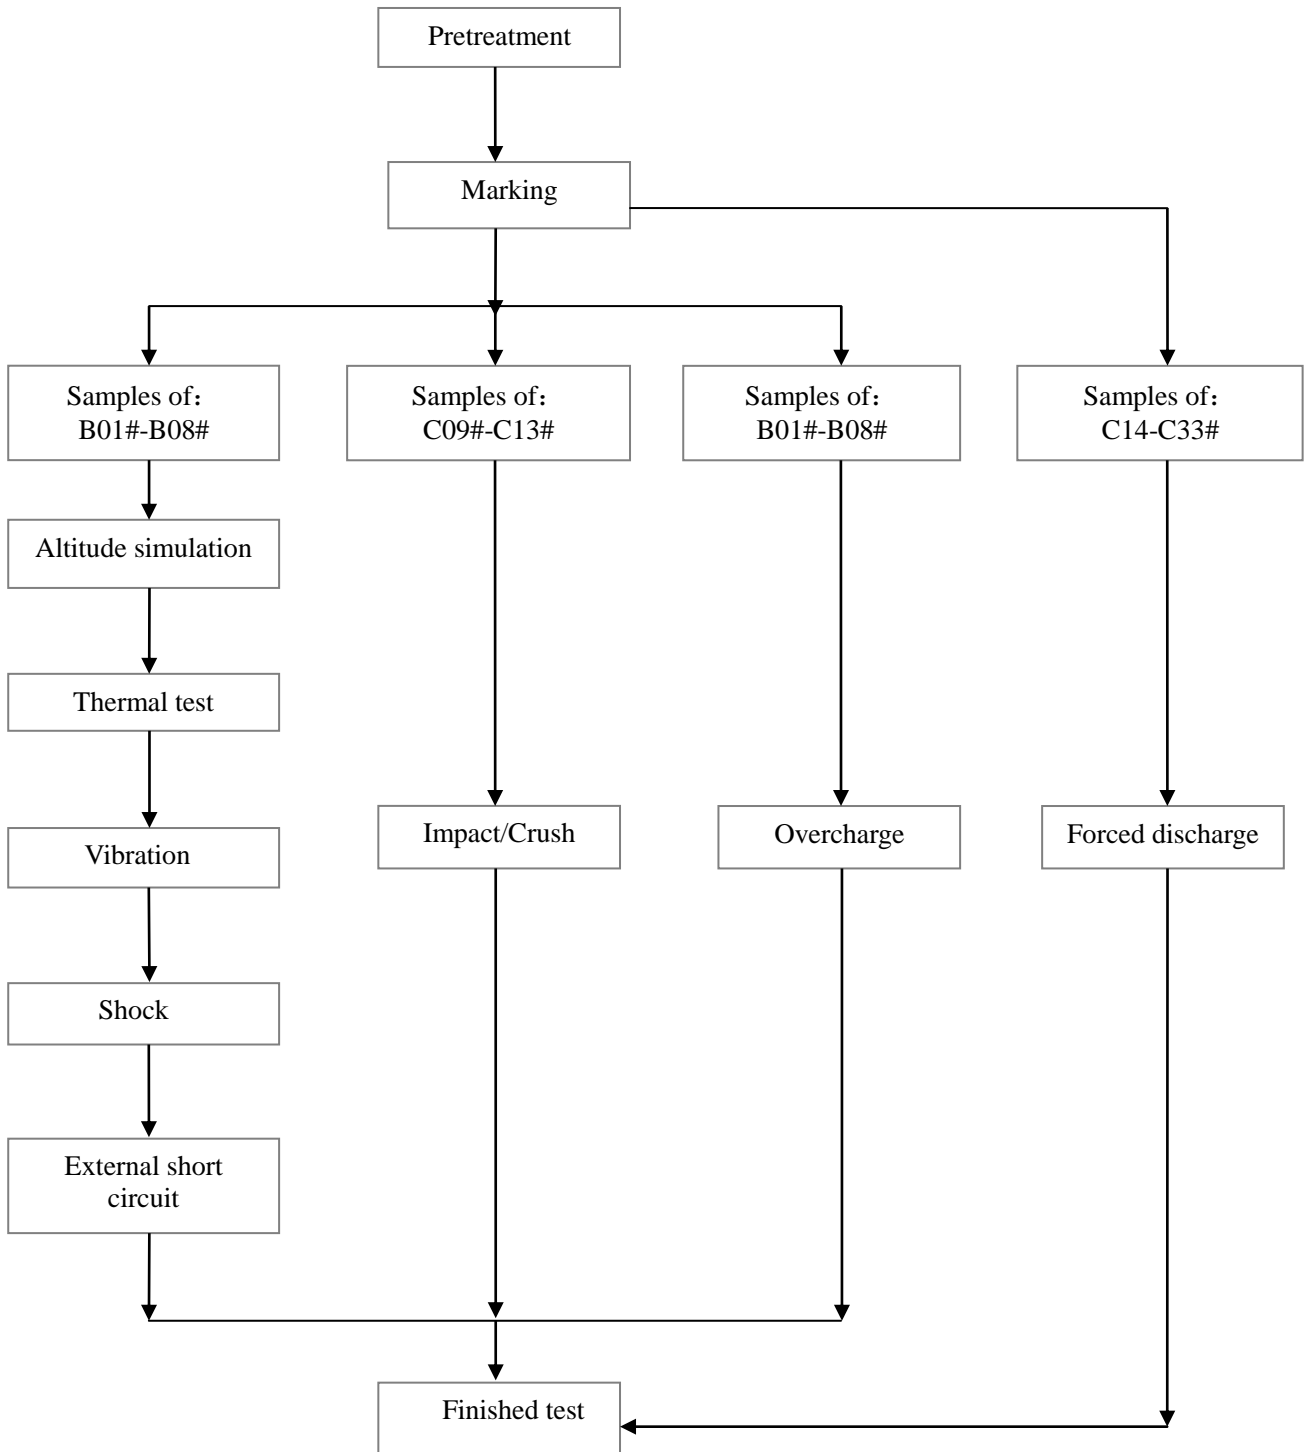 Pretreatment
Marking
Samples of：
B01#-B08#
Samples of：
C09#-C13#
Samples of：
B01#-B08#
Samples of：
C14-C33#
Altitude simulation
Thermal test
Vibration
Impact/Crush
Overcharge
Forced discharge
Shock
External short
circuit
Finished test